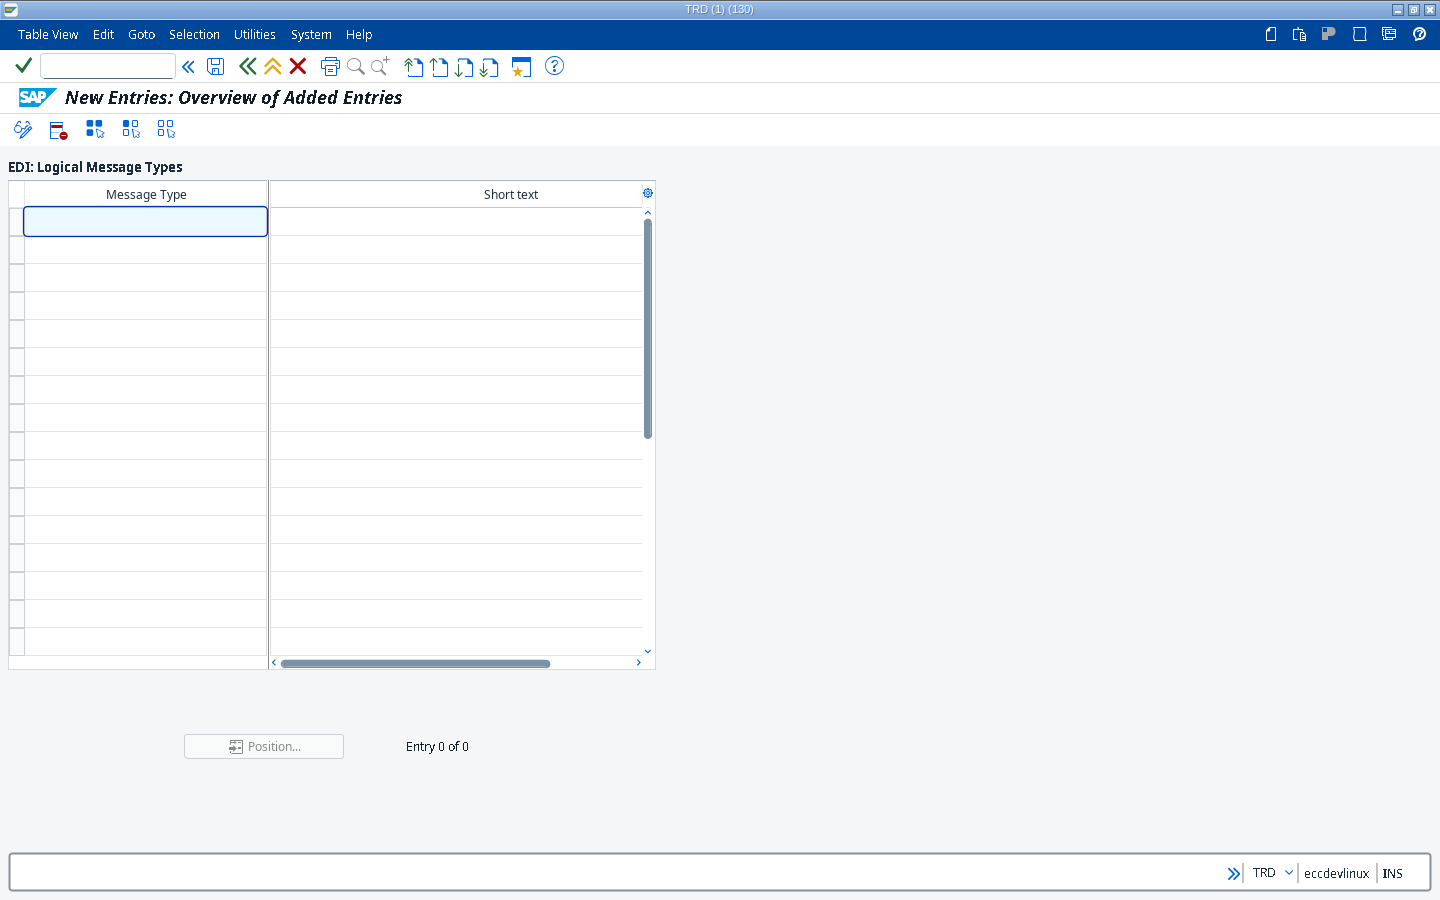 TRD (1) (130)
Table View Edit Goto Selection Utilities System Help
SAP New Entries: Overview of Added Entries
EDI: Logical Message Types
Message Type Short text
Position... Entry 0 of 0
TRD eccdevlinux INS